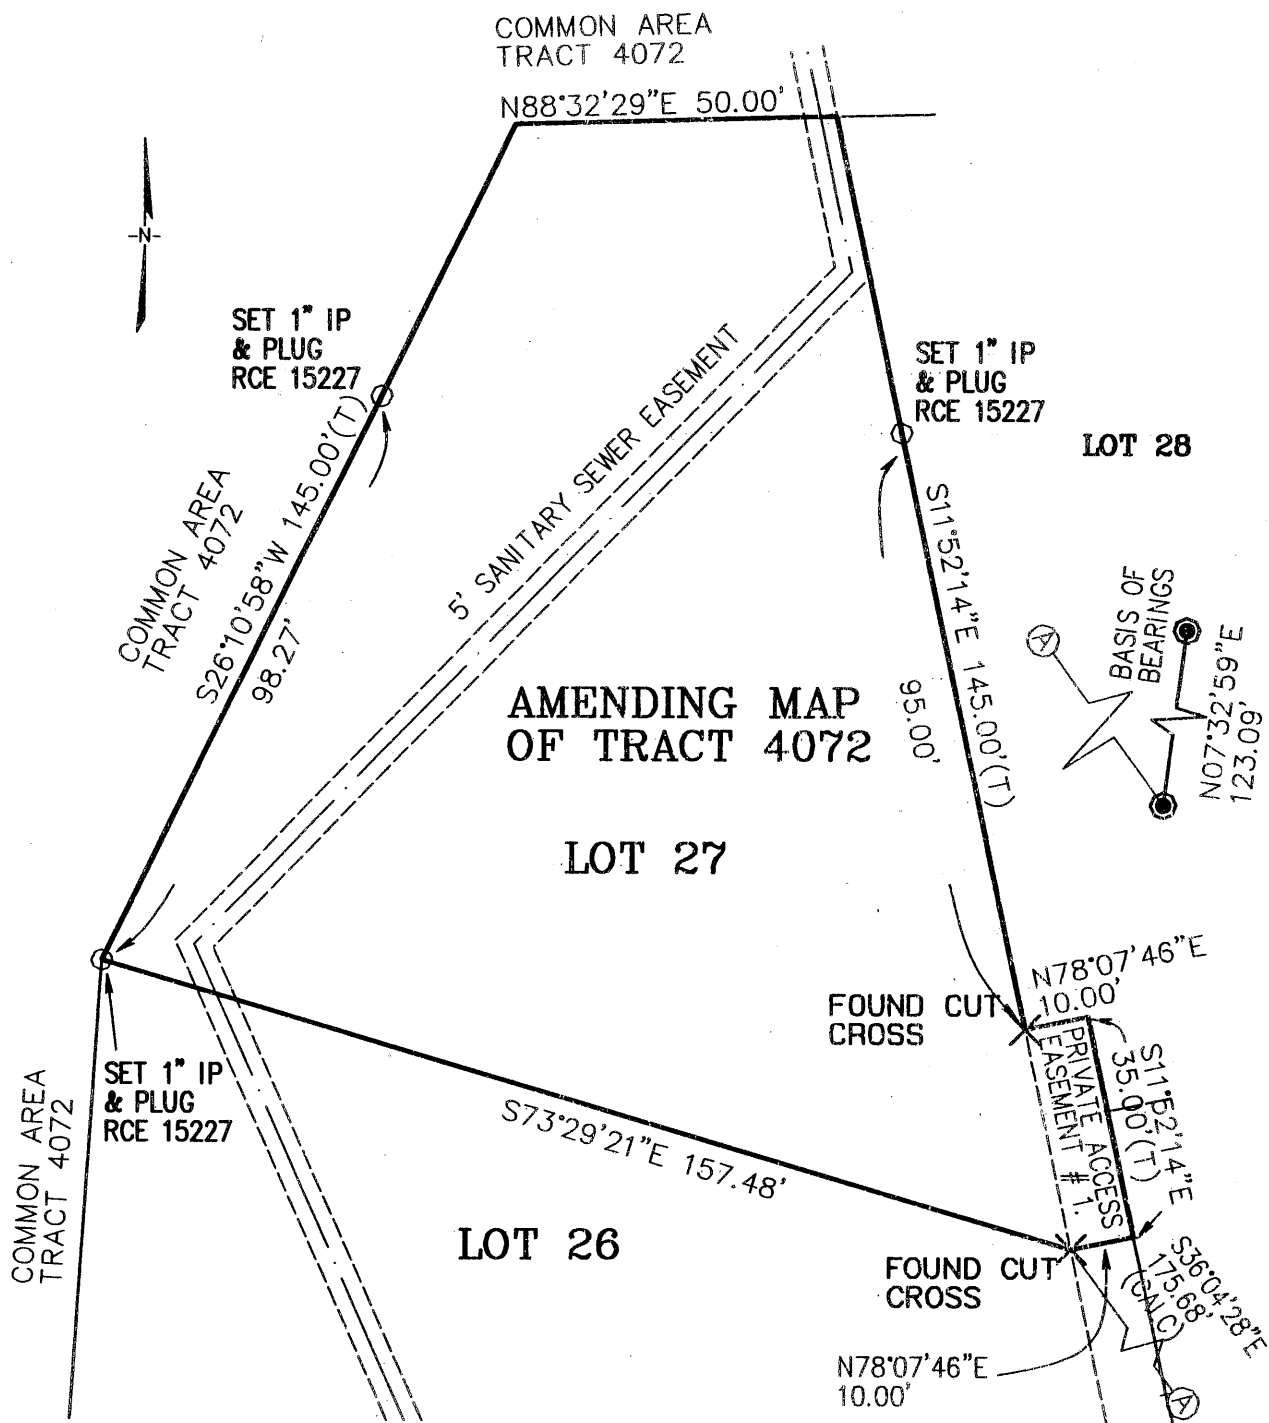 COMMON AREA
TRACT 4072
N88°32'29"E 50.00'
-N-
SET 1" IP
& PLUG
RCE 15227
SET 1" IP
& PLUG
RCE 15227
LOT 28
5' SANITARY SEWER EASEMENT
COMMON AREA
TRACT 4072
S26°10'58"W 145.00'(T)
98.27'
S11°52'14"E 145.00'(T)
95.00'
BASIS OF
BEARINGS
A
N07°32'59"E
123.09'
AMENDING MAP
OF TRACT 4072
LOT 27
N78°07'46"E
10.00'
FOUND CUT
CROSS
PRIVATE ACCESS
EASEMENT # 1.
S11°52'14"E
35.00'(T)
SET 1" IP
& PLUG
RCE 15227
COMMON AREA
TRACT 4072
S73°29'21"E 157.48'
LOT 26
FOUND CUT
CROSS
S36°04'28"E
175.68'
(CALC)
N78°07'46"E
10.00'
A